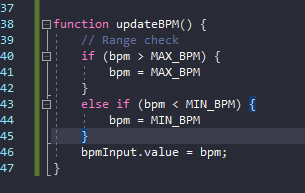 37
38 function updateBPM() {
39 // Range check
40 if (bpm > MAX_BPM) {
41 bpm = MAX_BPM
42 }
43 else if (bpm < MIN_BPM) {
44 bpm = MIN_BPM
45 }
46 bpmInput.value = bpm;
47 }